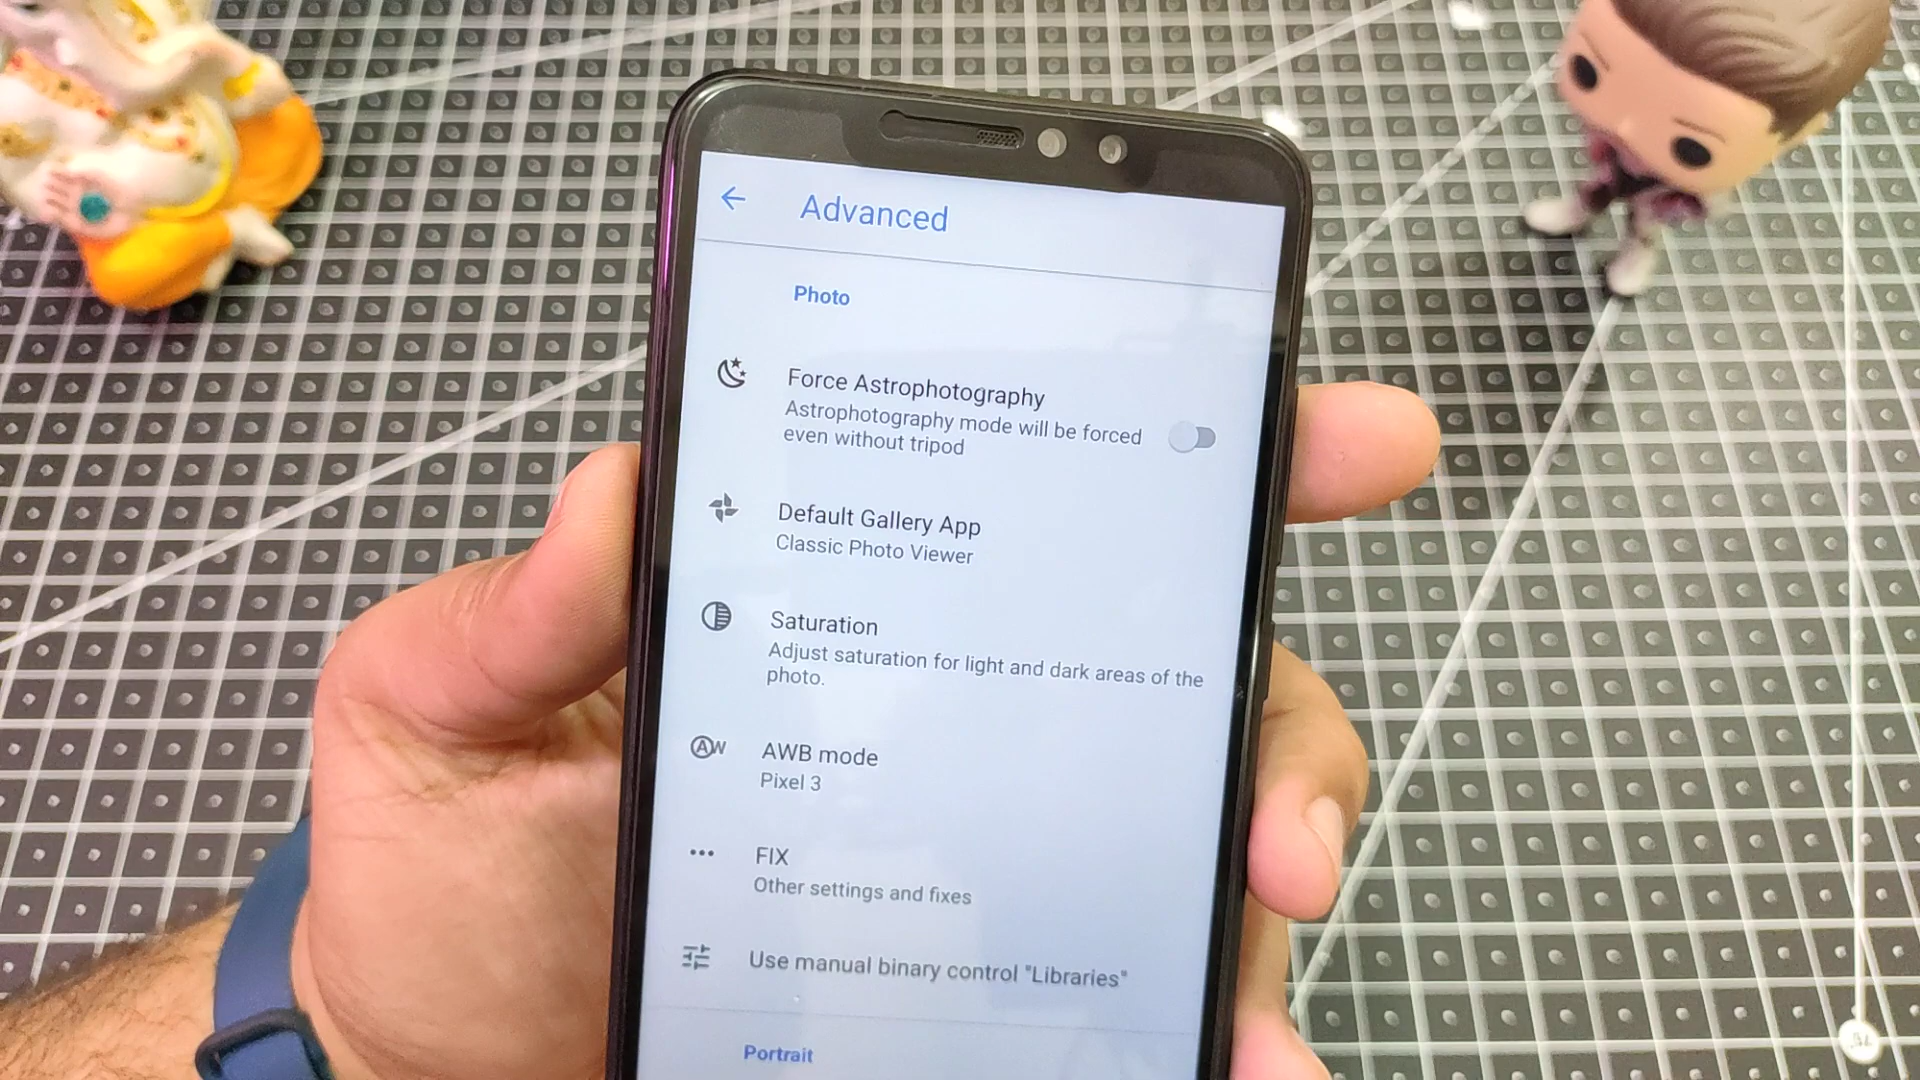 Advanced
Photo
Force Astrophotography
Astrophotography mode will be forced
even without tripod
Default Gallery App
Classic Photo Viewer
Saturation
Adjust saturation for light and dark areas of the
photo.
AWB mode
Pixel 3
FIX
Other settings and fixes
Use manual binary control "Libraries"
Portrait